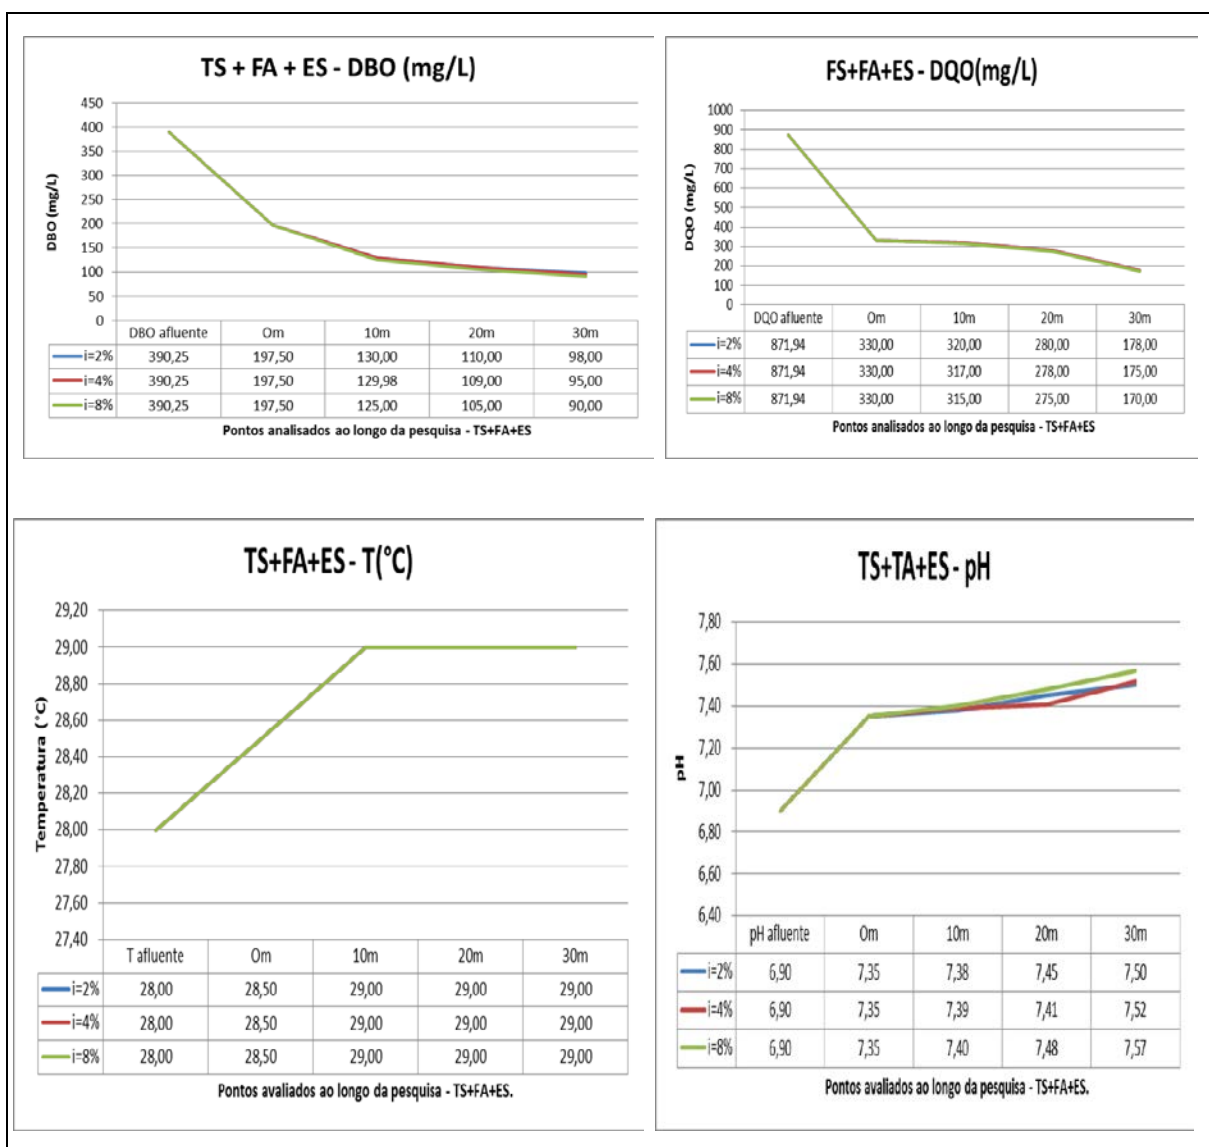 TS + FA + ES - DBO (mg/L)
DBO (mg/L)
450
400
350
300
250
200
150
100
50
0
DBO afluente Om 10m 20m 30m
i=2% 390,25 197,50 130,00 110,00 98,00
i=4% 390,25 197,50 129,98 109,00 95,00
i=8% 390,25 197,50 125,00 105,00 90,00
Pontos analisados ao longo da pesquisa - TS+FA+ES
FS+FA+ES - DQO(mg/L)
DQO (mg/L)
1000
900
800
700
600
500
400
300
200
100
0
DQO afluente Om 10m 20m 30m
i=2% 871,94 330,00 320,00 280,00 178,00
i=4% 871,94 330,00 317,00 278,00 175,00
i=8% 871,94 330,00 315,00 275,00 170,00
Pontos analisados ao longo da pesquisa - TS+FA+ES
TS+FA+ES - T(°C)
Temperatura (°C)
29,20
29,00
28,80
28,60
28,40
28,20
28,00
27,80
27,60
27,40
T afluente Om 10m 20m 30m
i=2% 28,00 28,50 29,00 29,00 29,00
i=4% 28,00 28,50 29,00 29,00 29,00
i=8% 28,00 28,50 29,00 29,00 29,00
Pontos avaliados ao longo da pesquisa - TS+FA+ES.
TS+TA+ES - pH
pH
7,80
7,60
7,40
7,20
7,00
6,80
6,60
6,40
pH afluente Om 10m 20m 30m
i=2% 6,90 7,35 7,38 7,45 7,50
i=4% 6,90 7,35 7,39 7,41 7,52
i=8% 6,90 7,35 7,40 7,48 7,57
Pontos avaliados ao longo da pesquisa - TS+FA+ES.